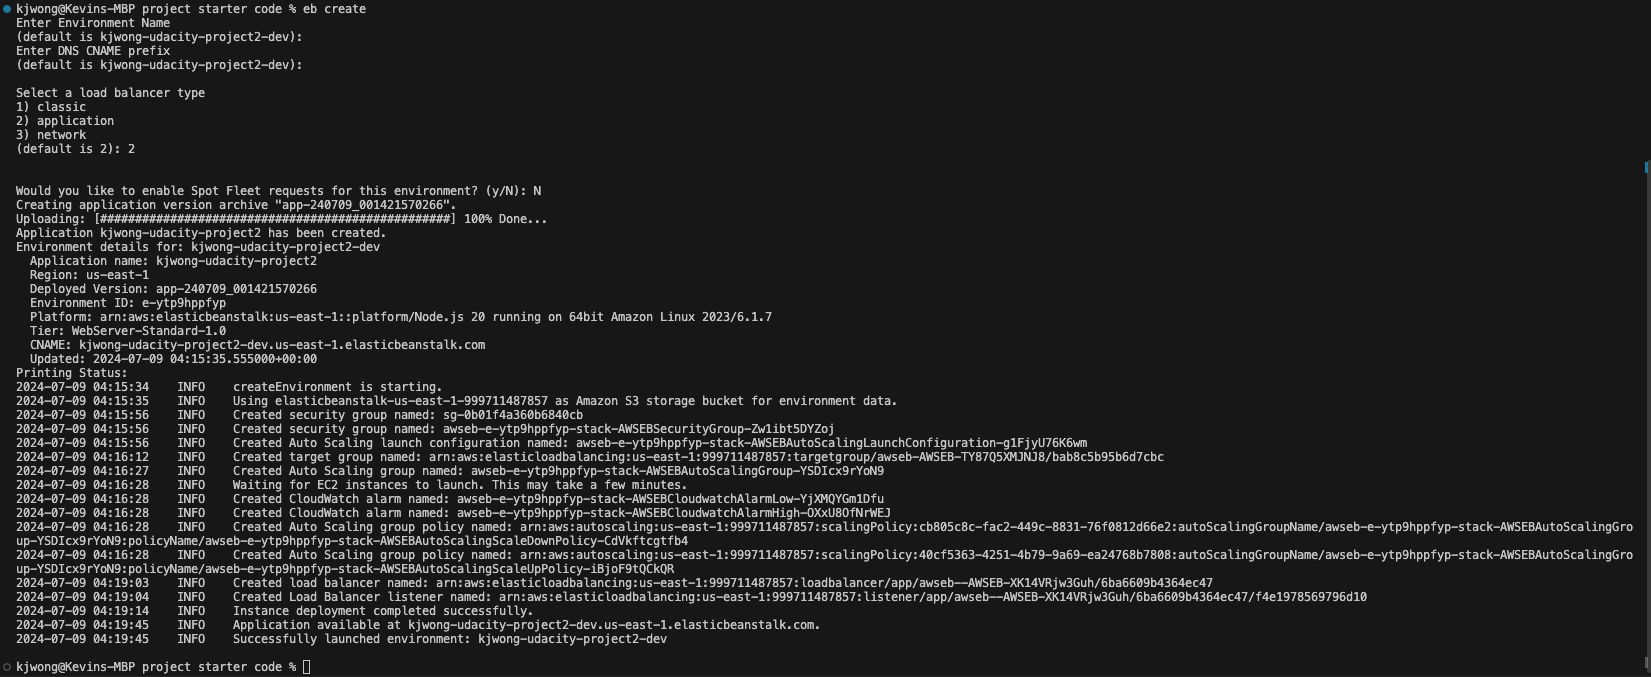 kjwong@Kevins-MBP project starter code % eb create
Enter Environment Name
(default is kjwong-udacity-project2-dev):
Enter DNS CNAME prefix
(default is kjwong-udacity-project2-dev):
Select a load balancer type
1) classic
2) application
3) network
(default is 2): 2
Would you like to enable Spot Fleet requests for this environment? (y/N): N
Creating application version archive "app-240709_001421570266".
Uploading: [##################################################] 100% Done...
Application kjwong-udacity-project2 has been created.
Environment details for: kjwong-udacity-project2-dev
  Application name: kjwong-udacity-project2
  Region: us-east-1
  Deployed Version: app-240709_001421570266
  Environment ID: e-ytp9hppfyp
  Platform: arn:aws:elasticbeanstalk:us-east-1::platform/Node.js 20 running on 64bit Amazon Linux 2023/6.1.7
  Tier: WebServer-Standard-1.0
  CNAME: kjwong-udacity-project2-dev.us-east-1.elasticbeanstalk.com
  Updated: 2024-07-09 04:15:35.555000+00:00
Printing Status:
2024-07-09 04:15:34    INFO    createEnvironment is starting.
2024-07-09 04:15:35    INFO    Using elasticbeanstalk-us-east-1-999711487857 as Amazon S3 storage bucket for environment data.
2024-07-09 04:15:56    INFO    Created security group named: sg-0b01f4a360b6840cb
2024-07-09 04:15:56    INFO    Created security group named: awseb-e-ytp9hppfyp-stack-AWSEBSecurityGroup-Zw1ibt5DYZoj
2024-07-09 04:15:56    INFO    Created Auto Scaling launch configuration named: awseb-e-ytp9hppfyp-stack-AWSEBAutoScalingLaunchConfiguration-g1FjyU76K6wm
2024-07-09 04:16:12    INFO    Created target group named: arn:aws:elasticloadbalancing:us-east-1:999711487857:targetgroup/awseb-AWSEB-TY87Q5XMJNJ8/bab8c5b95b6d7cbc
2024-07-09 04:16:27    INFO    Created Auto Scaling group named: awseb-e-ytp9hppfyp-stack-AWSEBAutoScalingGroup-YSDIcx9rYoN9
2024-07-09 04:16:28    INFO    Waiting for EC2 instances to launch. This may take a few minutes.
2024-07-09 04:16:28    INFO    Created CloudWatch alarm named: awseb-e-ytp9hppfyp-stack-AWSEBCloudwatchAlarmLow-YjXMQYGm1Dfu
2024-07-09 04:16:28    INFO    Created CloudWatch alarm named: awseb-e-ytp9hppfyp-stack-AWSEBCloudwatchAlarmHigh-OXxU8OfNrWEJ
2024-07-09 04:16:28    INFO    Created Auto Scaling group policy named: arn:aws:autoscaling:us-east-1:999711487857:scalingPolicy:cb805c8c-fac2-449c-8831-76f0812d66e2:autoScalingGroupName/awseb-e-ytp9hppfyp-stack-AWSEBAutoScalingGro
up-YSDIcx9rYoN9:policyName/awseb-e-ytp9hppfyp-stack-AWSEBAutoScalingScaleDownPolicy-CdVkftcgtfb4
2024-07-09 04:16:28    INFO    Created Auto Scaling group policy named: arn:aws:autoscaling:us-east-1:999711487857:scalingPolicy:40cf5363-4251-4b79-9a69-ea24768b7808:autoScalingGroupName/awseb-e-ytp9hppfyp-stack-AWSEBAutoScalingGro
up-YSDIcx9rYoN9:policyName/awseb-e-ytp9hppfyp-stack-AWSEBAutoScalingScaleUpPolicy-iBjoF9tQCkQR
2024-07-09 04:19:03    INFO    Created load balancer named: arn:aws:elasticloadbalancing:us-east-1:999711487857:loadbalancer/app/awseb--AWSEB-XK14VRjw3Guh/6ba6609b4364ec47
2024-07-09 04:19:04    INFO    Created Load Balancer listener named: arn:aws:elasticloadbalancing:us-east-1:999711487857:listener/app/awseb--AWSEB-XK14VRjw3Guh/6ba6609b4364ec47/f4e1978569796d10
2024-07-09 04:19:14    INFO    Instance deployment completed successfully.
2024-07-09 04:19:45    INFO    Application available at kjwong-udacity-project2-dev.us-east-1.elasticbeanstalk.com.
2024-07-09 04:19:45    INFO    Successfully launched environment: kjwong-udacity-project2-dev
kjwong@Kevins-MBP project starter code %